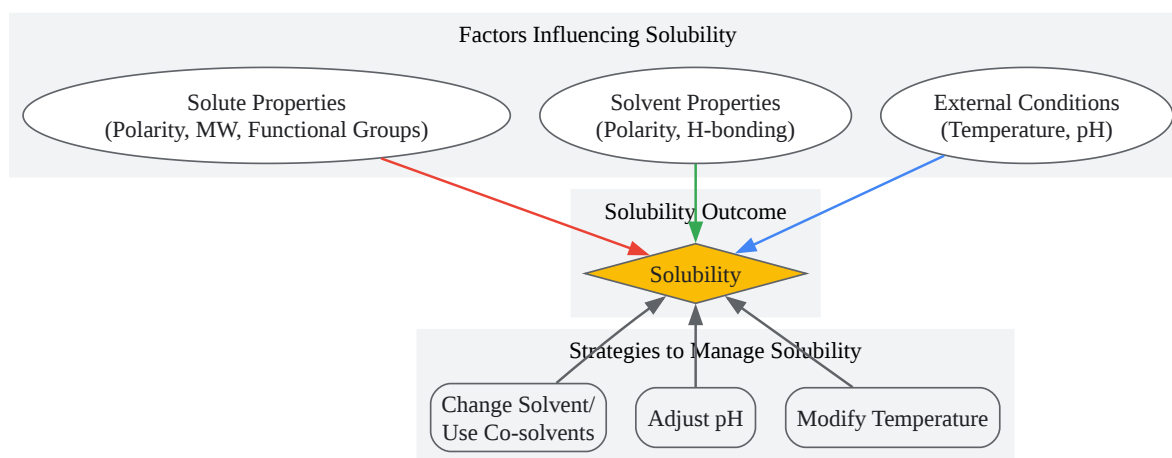 Factors Influencing Solubility
Solute Properties
(Polarity, MW, Functional Groups)
Solvent Properties
(Polarity, H-bonding)
External Conditions
(Temperature, pH)
Solubility Outcome
Solubility
Strategies to Manage Solubility
Change Solvent/
Use Co-solvents
Adjust pH
Modify Temperature